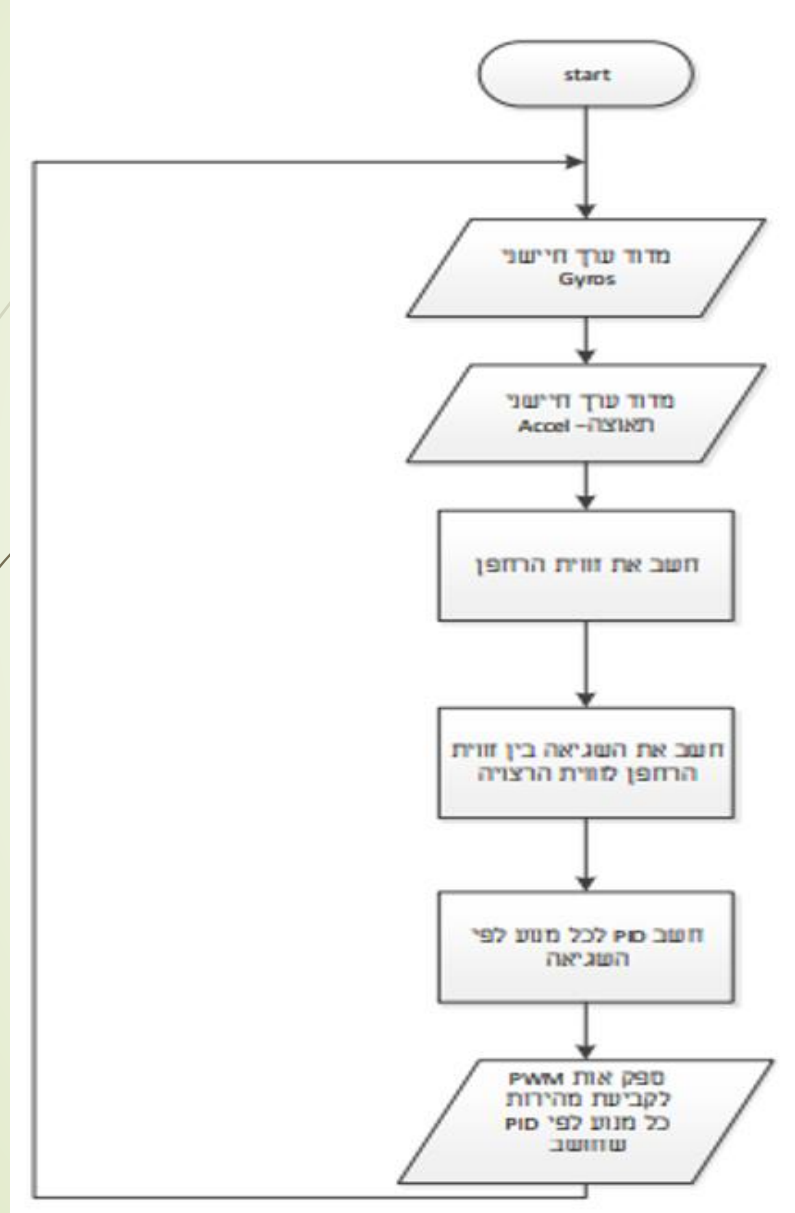 start
מדוד ערך חיישני
Gyros
מדוד ערך חיישני
תאוצה– Accel
חשב את זווית הרחפן
חשב את השגיאה בין זווית
הרחפן לזווית הרצויה
חשב PID לכל מנוע לפי
השגיאה
ספק אות PWM
לקביעת מהירות
כל מנוע לפי PID
שחושב